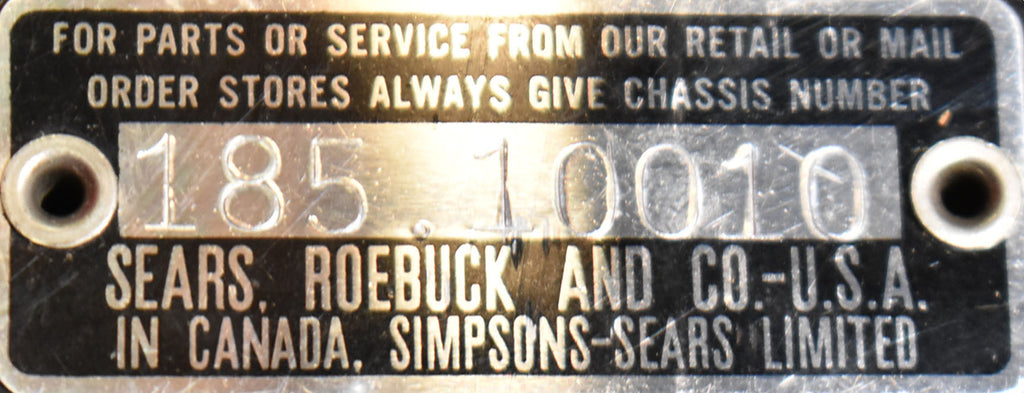 FOR PARTS OR SERVICE FROM OUR RETAIL OR MAIL
ORDER STORES ALWAYS GIVE CHASSIS NUMBER
185.10010
SEARS, ROEBUCK AND CO.-U.S.A.
IN CANADA, SIMPSONS-SEARS LIMITED